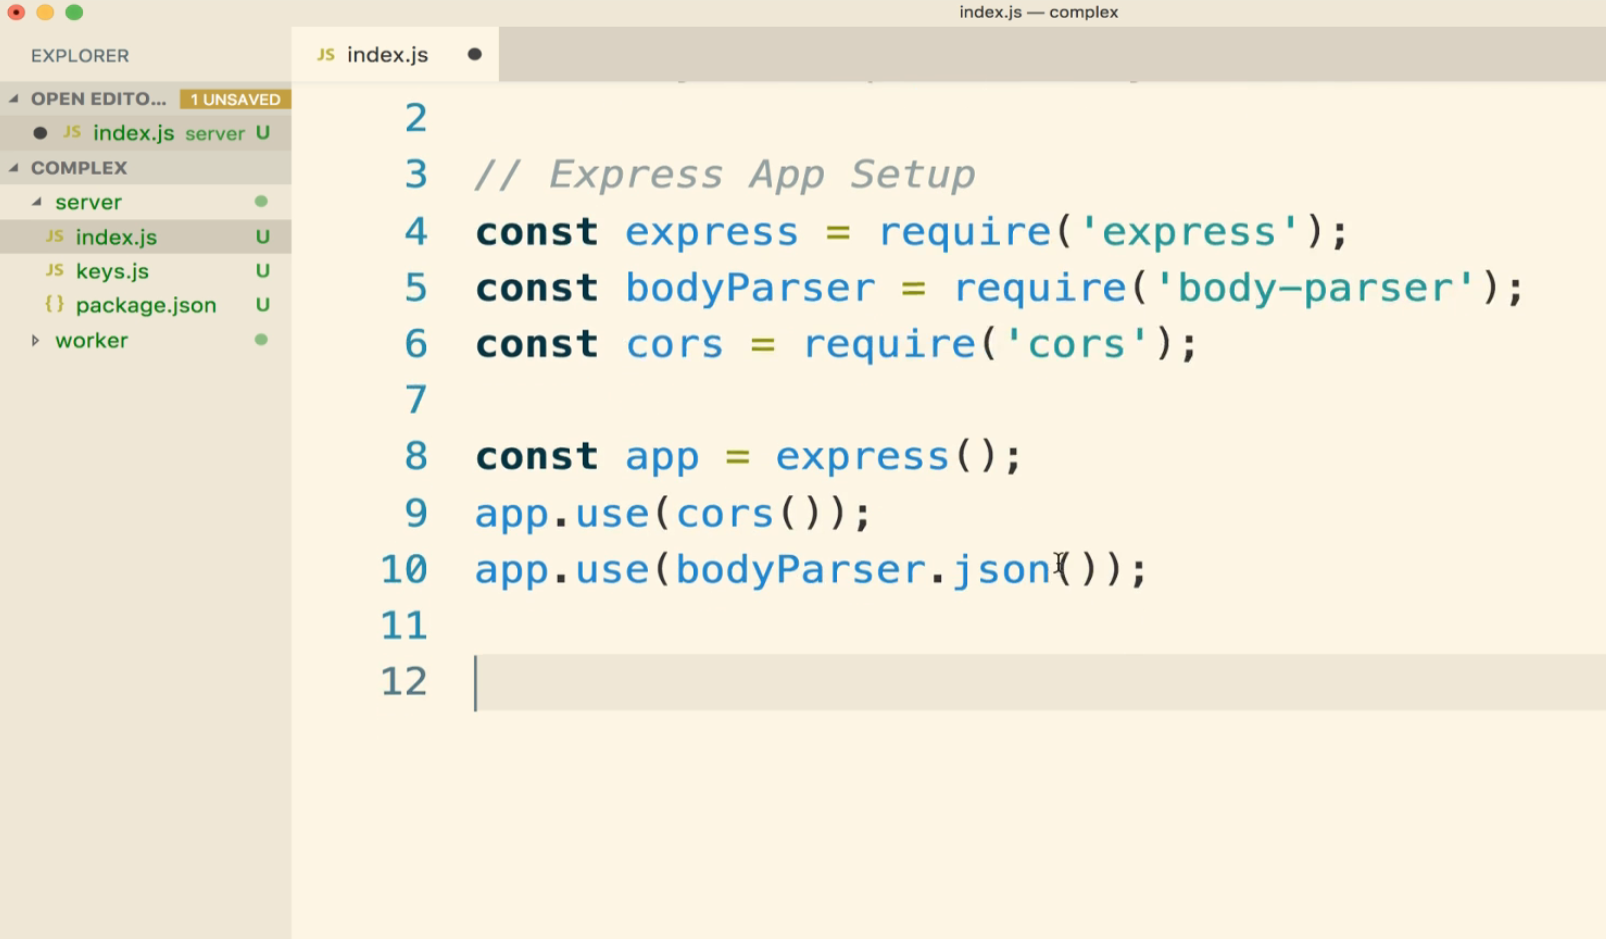 index.js — complex
EXPLORER
OPEN EDITO... 1 UNSAVED
JS index.js server U
COMPLEX
server
JS index.js U
JS keys.js U
{} package.json U
worker
JS index.js
2
3 // Express App Setup
4 const express = require('express');
5 const bodyParser = require('body-parser');
6 const cors = require('cors');
7
8 const app = express();
9 app.use(cors());
10 app.use(bodyParser.json());
11
12